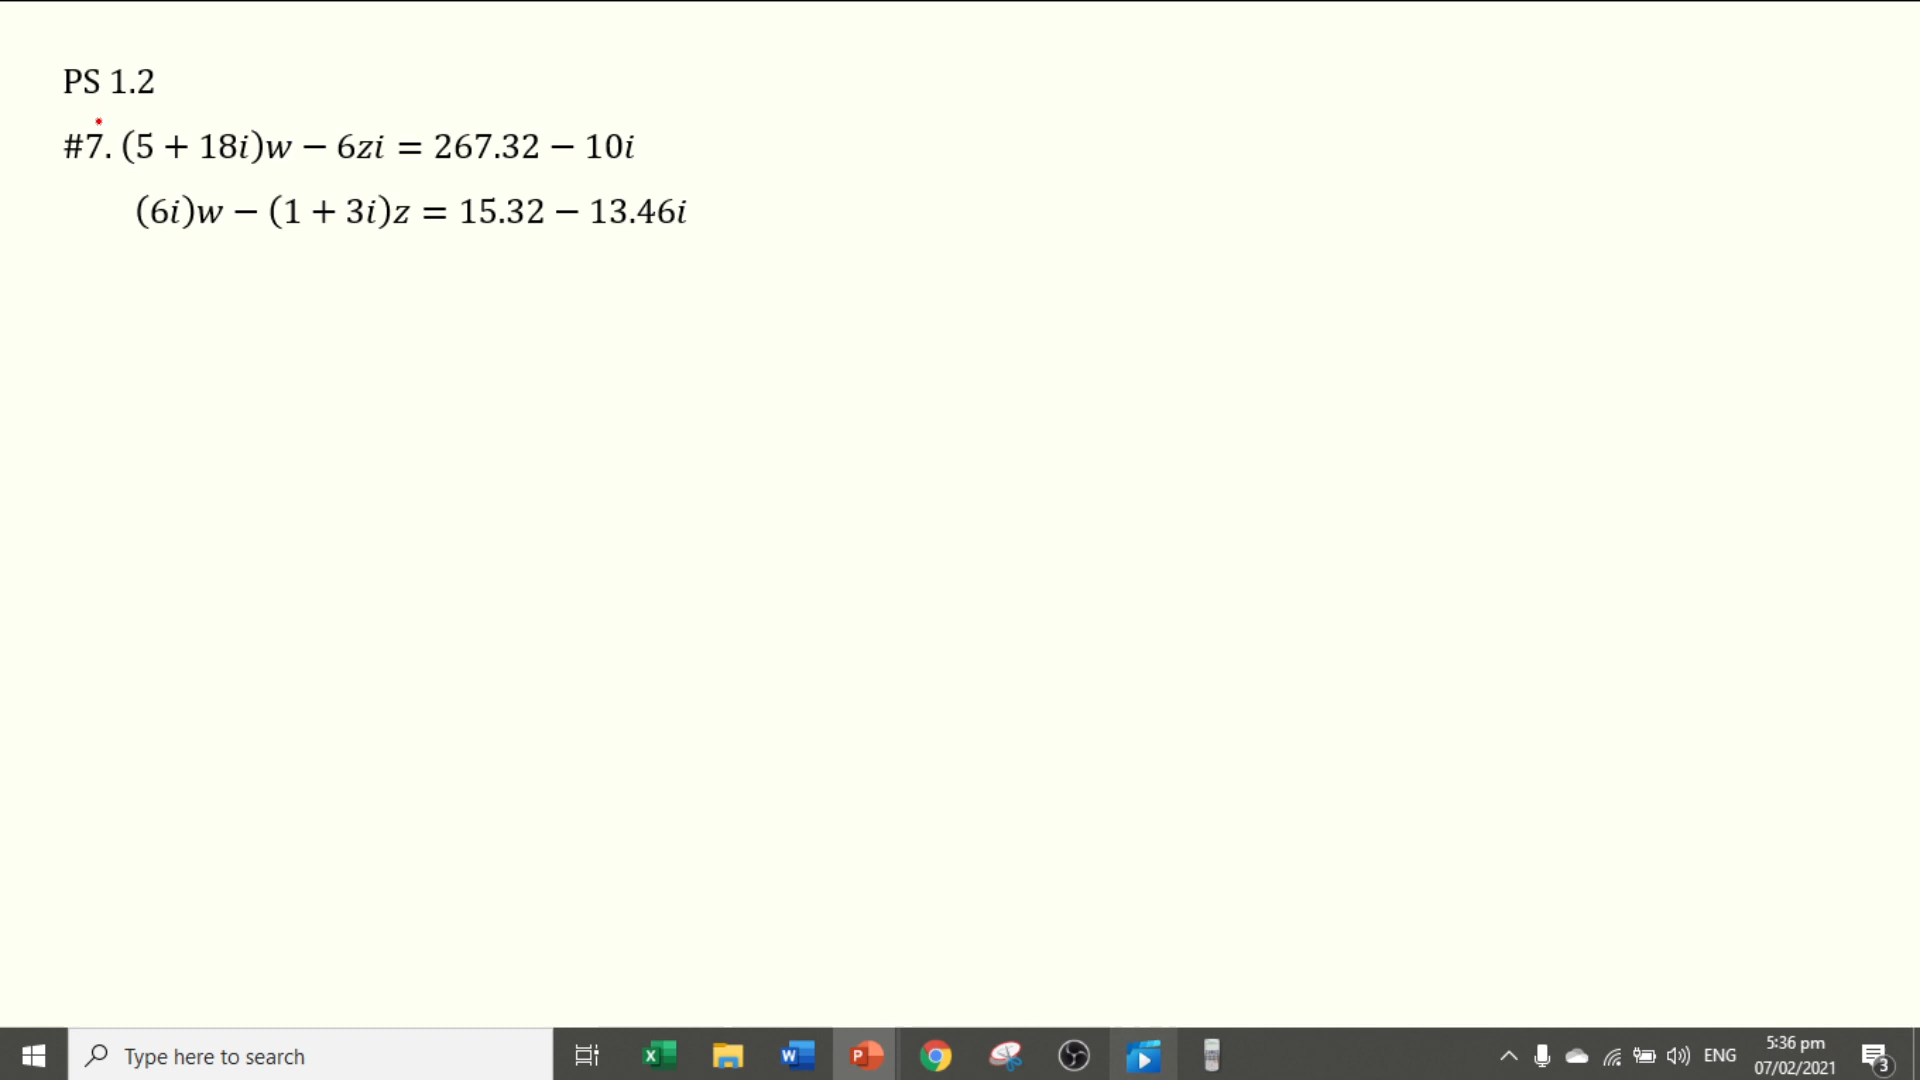 PS 1.2
#7. (5 + 18i)w − 6zi = 267.32 − 10i
(6i)w − (1 + 3i)z = 15.32 − 13.46i
Type here to search
ENG
5:36 pm
07/02/2021
3